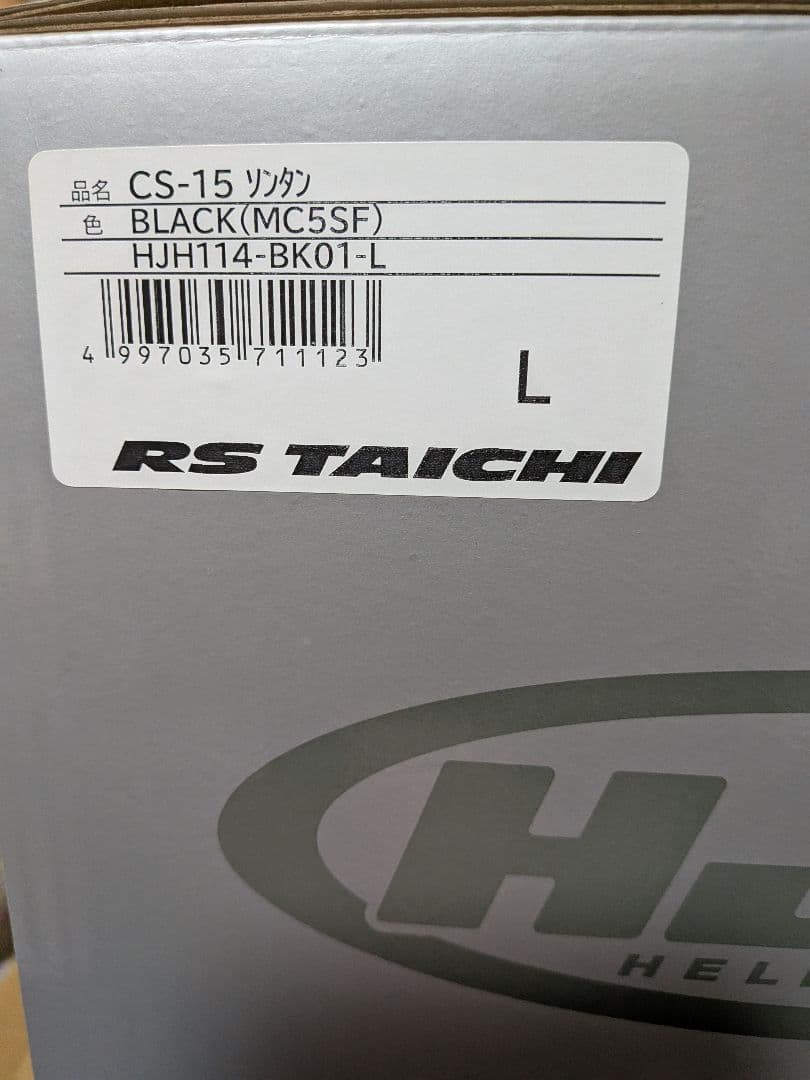 品名 CS-15 ソンタン
色 BLACK(MC5SF)
HJH114-BK01-L
4 997035 711123
L
RS TAICHI
HJ
HEL